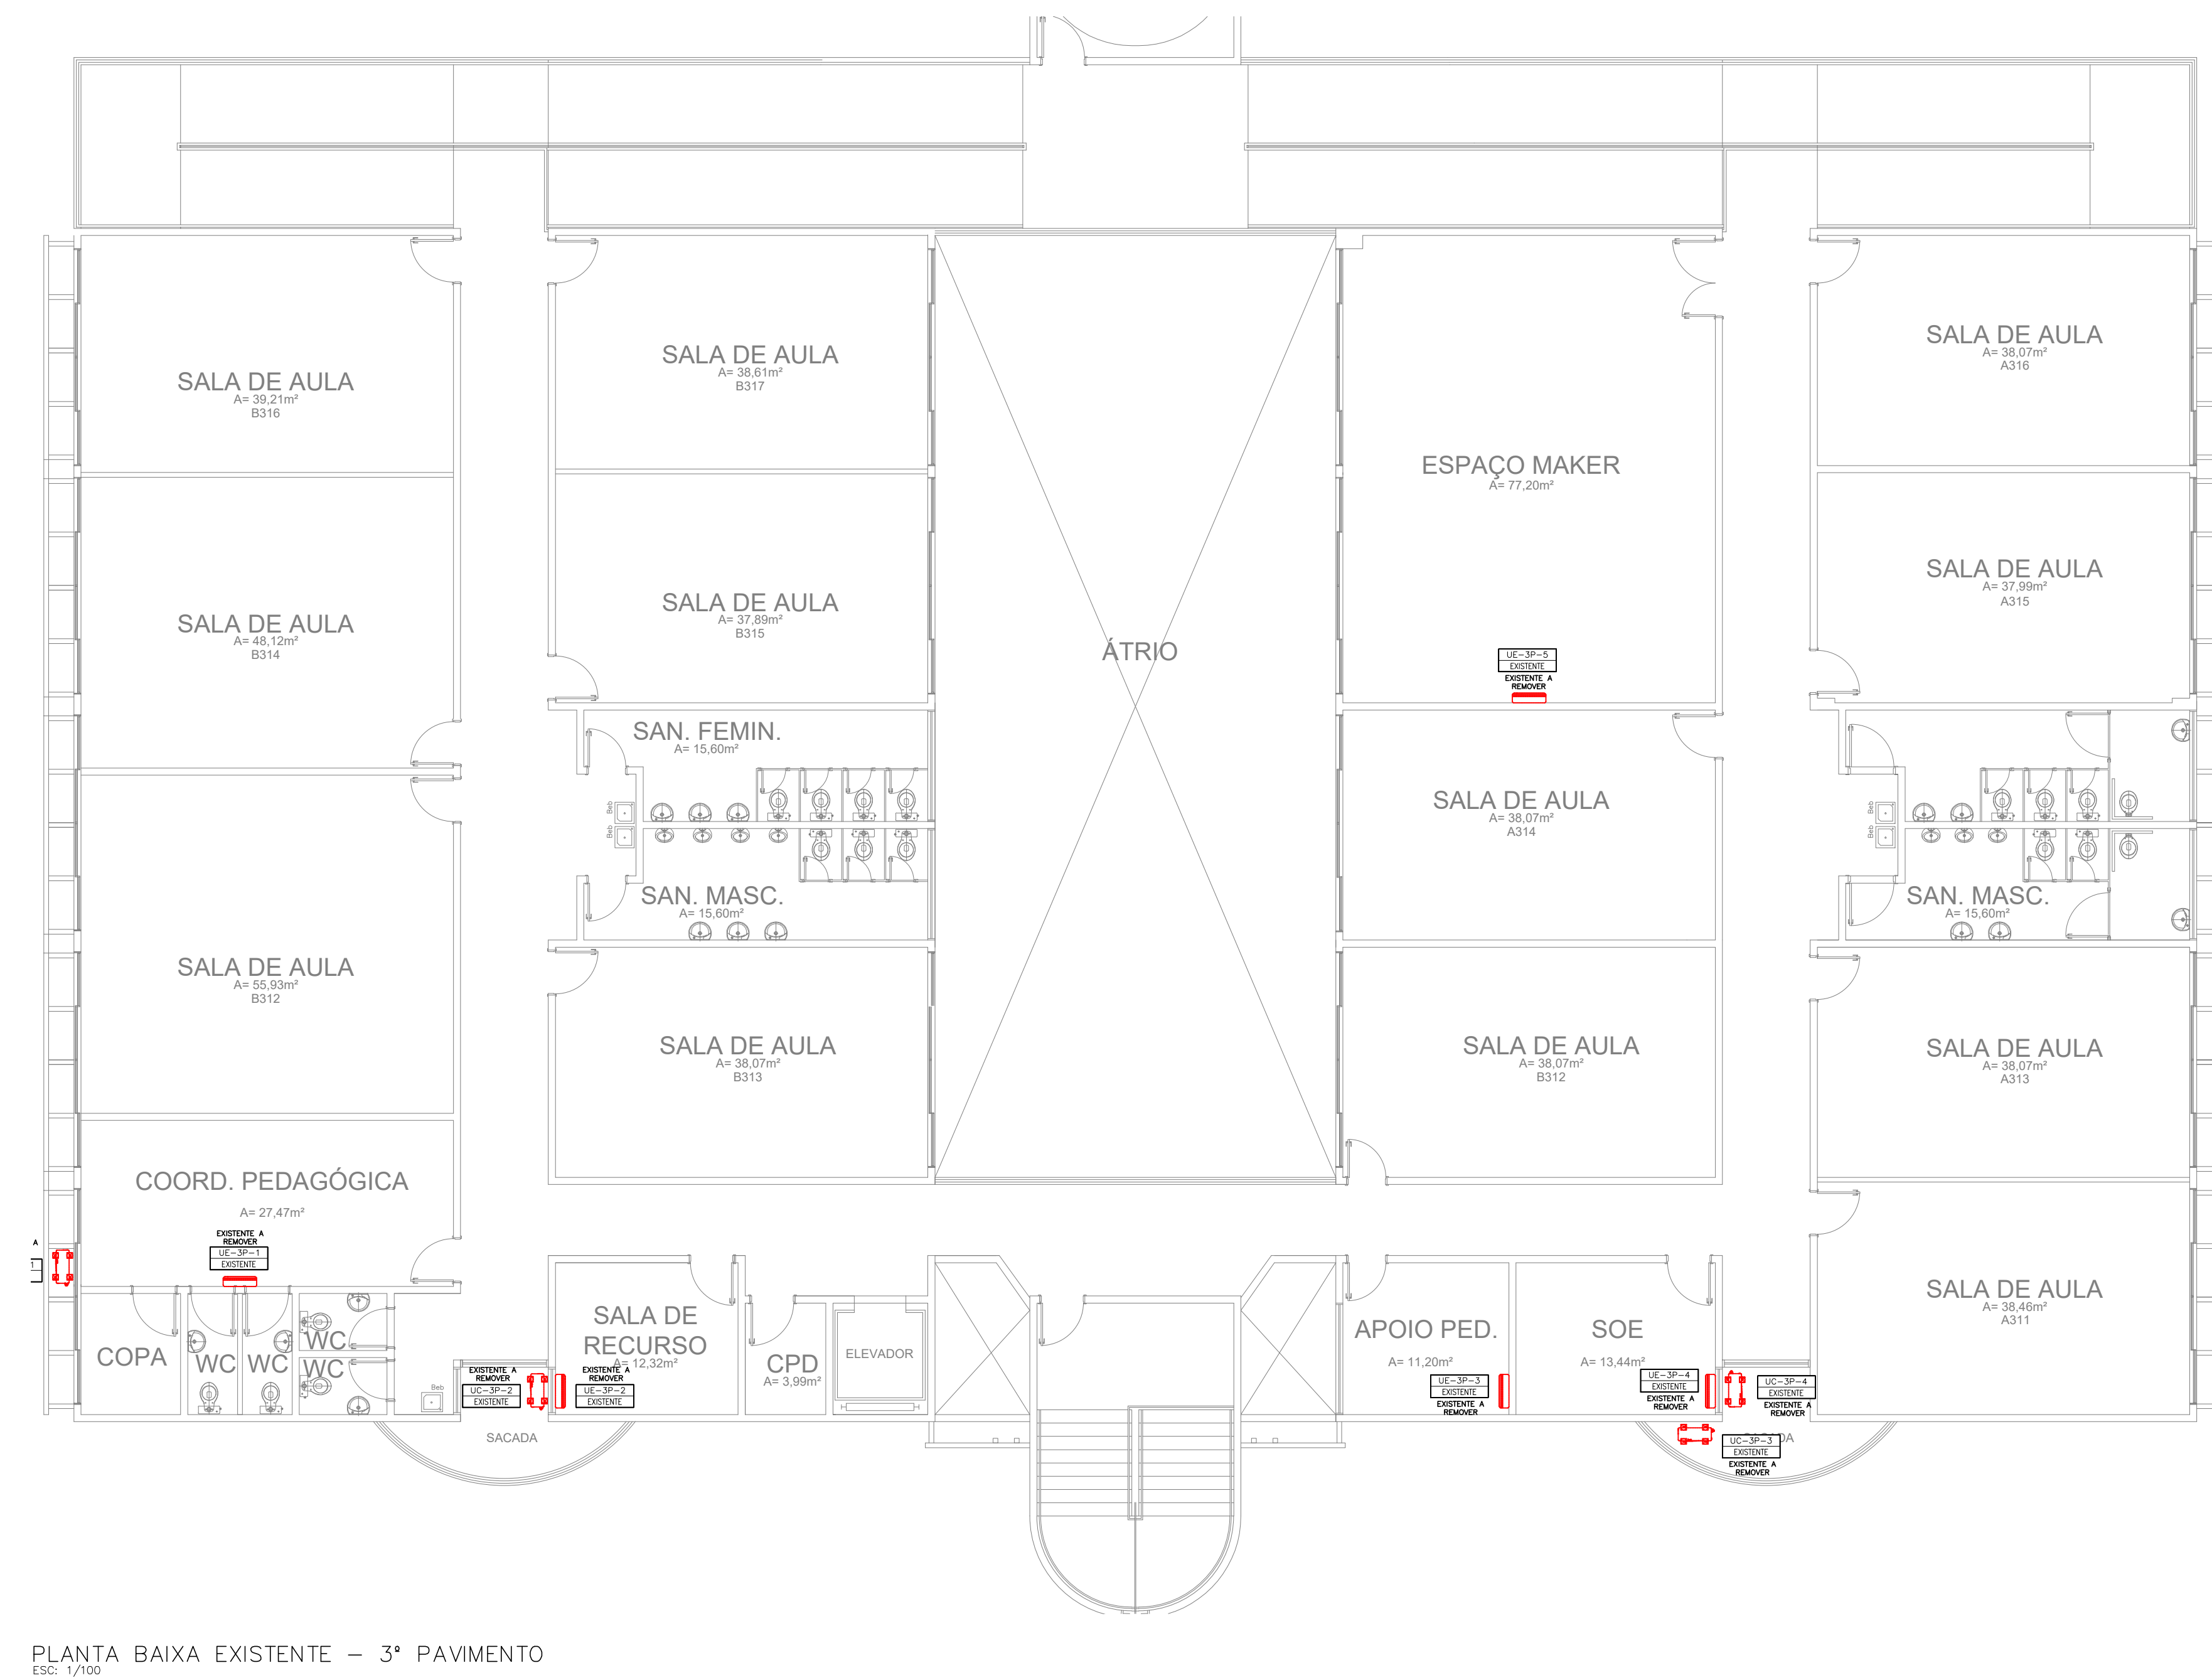 SALA DE AULA
A= 39,21m²
B316
SALA DE AULA
A= 38,61m²
B317
ESPAÇO MAKER
A= 77,20m²
SALA DE AULA
A= 38,07m²
A316
SALA DE AULA
A= 48,12m²
B314
SALA DE AULA
A= 37,89m²
B315
ÁTRIO
SALA DE AULA
A= 37,99m²
A315
UE-3P-5
EXISTENTE
EXISTENTE A
REMOVER
SAN. FEMIN.
A= 15,60m²
Beb
Beb
SAN. MASC.
A= 15,60m²
SALA DE AULA
A= 38,07m²
A314
Beb
Beb
SAN. MASC.
A= 15,60m²
SALA DE AULA
A= 55,93m²
B312
SALA DE AULA
A= 38,07m²
B313
SALA DE AULA
A= 38,07m²
B312
SALA DE AULA
A= 38,07m²
A313
COORD. PEDAGÓGICA
A= 27,47m²
EXISTENTE A
REMOVER
UE-3P-1
EXISTENTE
A
1
COPA
WC
WC
WC
WC
Beb
SALA DE
RECURSO
A= 12,32m²
EXISTENTE A
REMOVER
UC-3P-2
EXISTENTE
EXISTENTE A
REMOVER
UE-3P-2
EXISTENTE
CPD
A= 3,99m²
ELEVADOR
APOIO PED.
A= 11,20m²
UE-3P-3
EXISTENTE
EXISTENTE A
REMOVER
SOE
A= 13,44m²
UE-3P-4
EXISTENTE
EXISTENTE A
REMOVER
UC-3P-4
EXISTENTE
EXISTENTE A
REMOVER
SALA DE AULA
A= 38,46m²
A311
SACADA
UC-3P-3
EXISTENTE
EXISTENTE A
REMOVER
PLANTA BAIXA EXISTENTE – 3º PAVIMENTO
ESC: 1/100